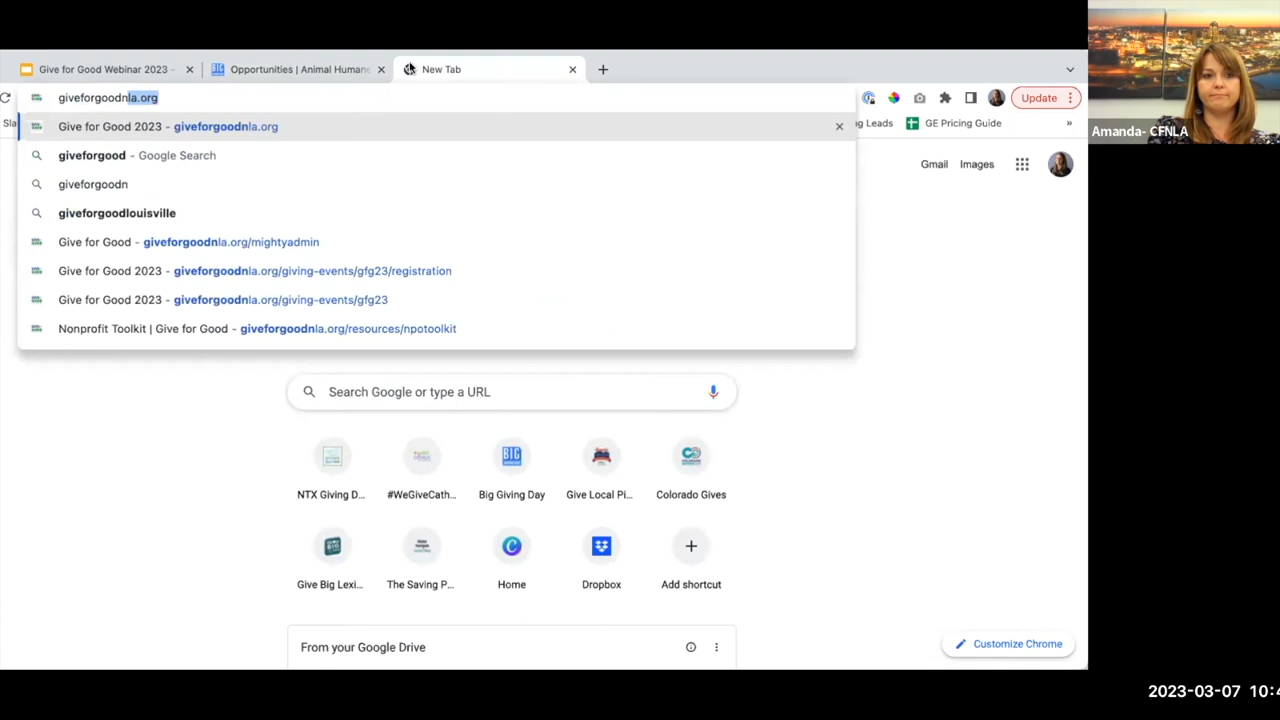 Give for Good Webinar 2023 -
Opportunities | Animal Humane
New Tab
giveforgoodnla.org
Update
Give for Good 2023 - giveforgoodnla.org
giveforgood - Google Search
giveforgoodn
giveforgoodlouisville
Give for Good - giveforgoodnla.org/mightyadmin
Give for Good 2023 - giveforgoodnla.org/giving-events/gfg23/registration
Give for Good 2023 - giveforgoodnla.org/giving-events/gfg23
Nonprofit Toolkit | Give for Good - giveforgoodnla.org/resources/npotoolkit
Sla
ng Leads
GE Pricing Guide
»
Gmail
Images
Amanda- CFNLA
Search Google or type a URL
BIG
NTX Giving D...
#WeGiveCath...
Big Giving Day
Give Local Pi...
Colorado Gives
Give Big Lexi...
The Saving P...
Home
Dropbox
Add shortcut
From your Google Drive
Customize Chrome
2023-03-07 10:4